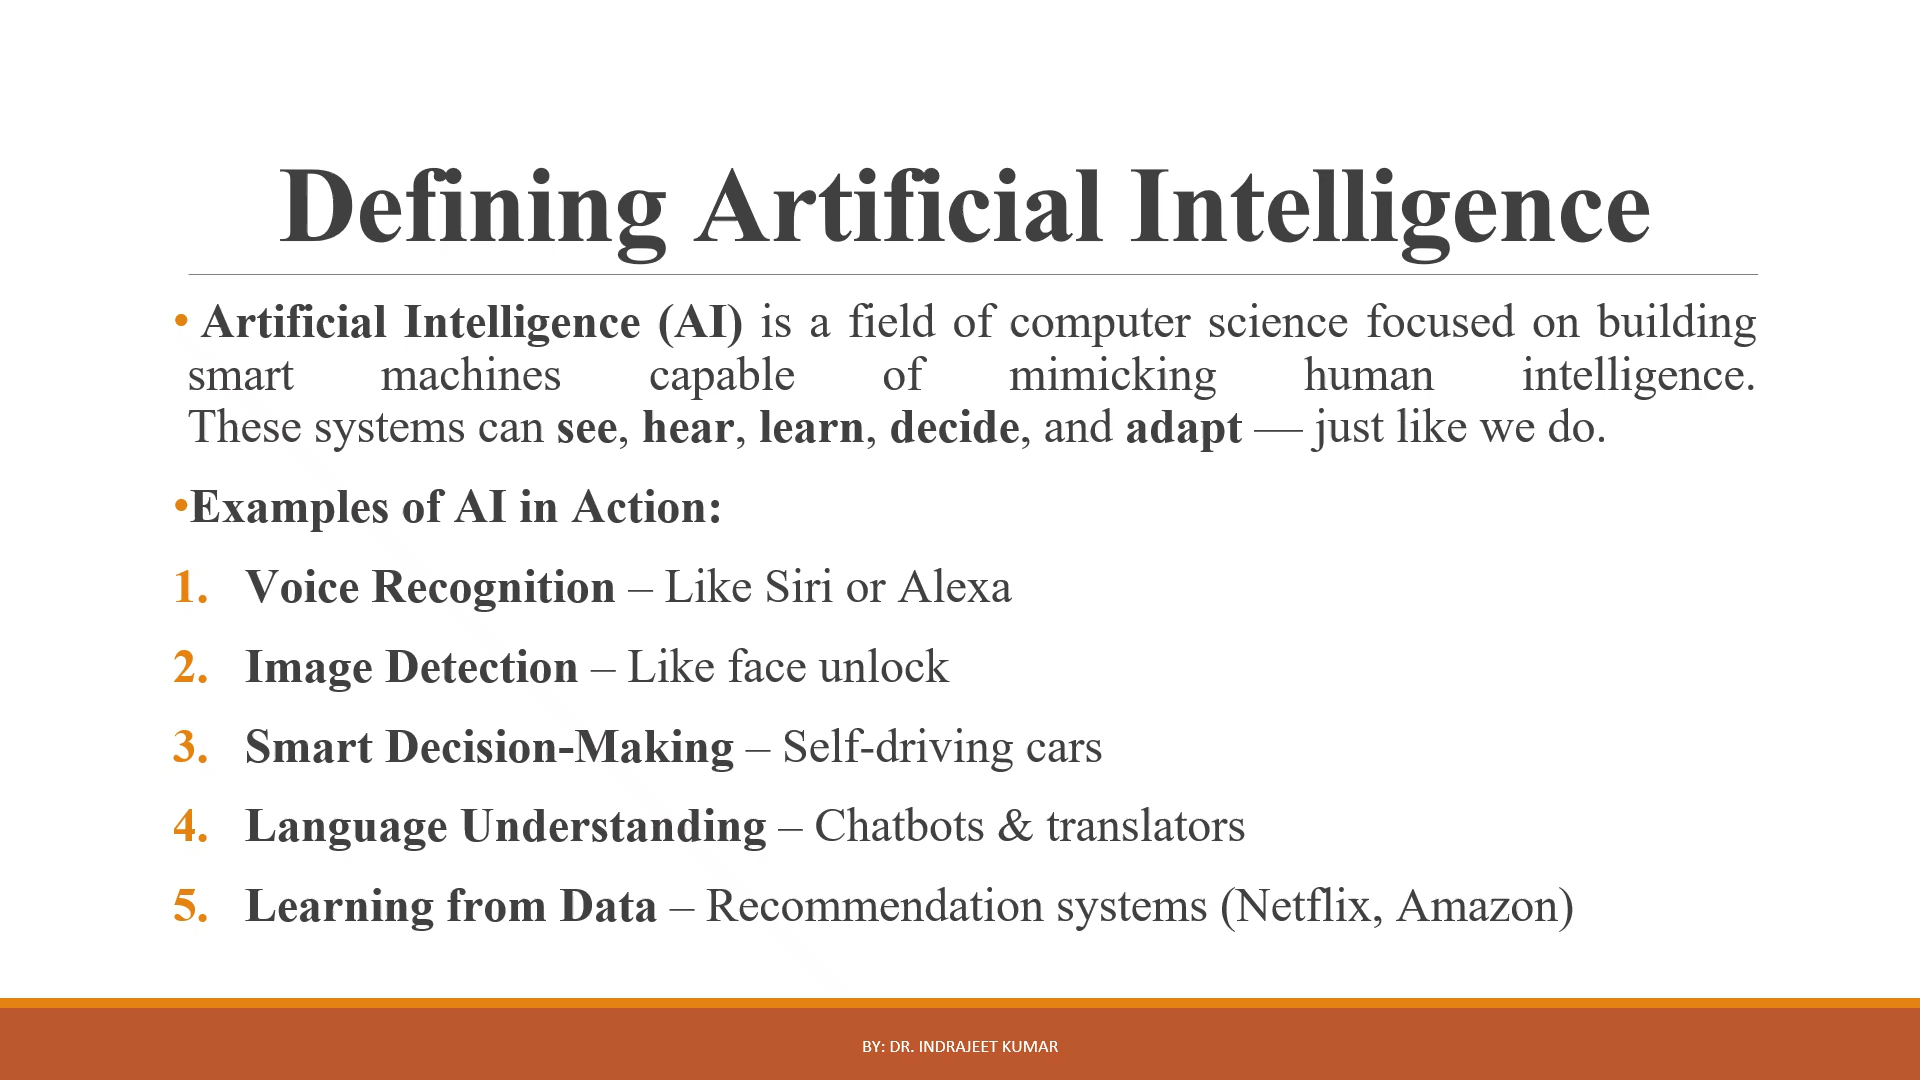 Defining Artificial Intelligence
• Artificial Intelligence (AI) is a field of computer science focused on building
smart machines capable of mimicking human intelligence.
These systems can see, hear, learn, decide, and adapt — just like we do.
•Examples of AI in Action:
1. Voice Recognition – Like Siri or Alexa
2. Image Detection – Like face unlock
3. Smart Decision-Making – Self-driving cars
4. Language Understanding – Chatbots & translators
5. Learning from Data – Recommendation systems (Netflix, Amazon)
BY: DR. INDRAJEET KUMAR